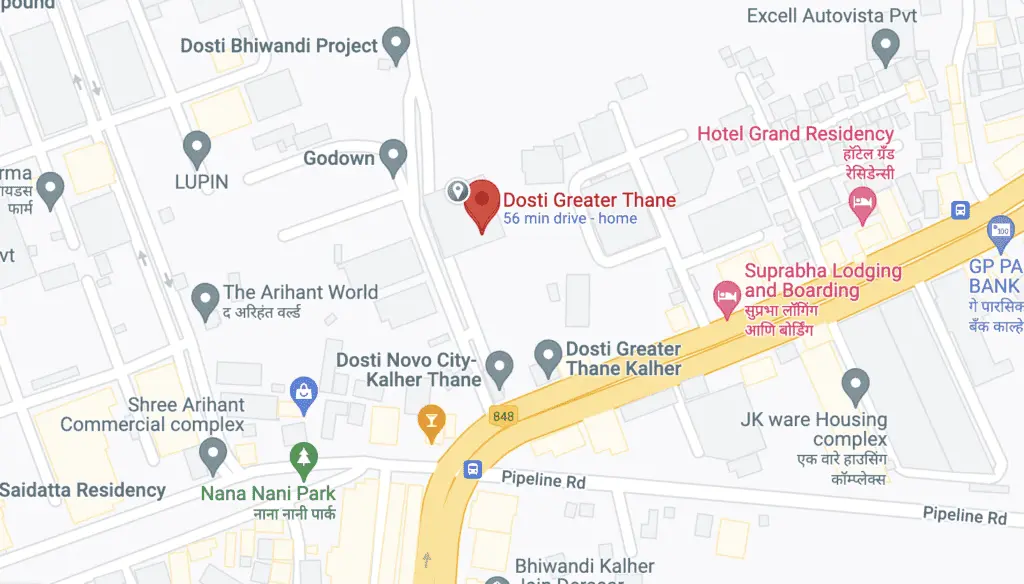 pound
Excell Autovista Pvt
Dosti Bhiwandi Project
Hotel Grand Residency
हॉटेल ग्रँड
रेसिडेन्सी
Godown
LUPIN
rma
फार्म
Dosti Greater Thane
56 min drive - home
vt
GP PA
BANK
गे पारसिक
बँक काल्हे
Suprabha Lodging
and Boarding
सुप्रभा लॉगिंग
आणि बोर्डिंग
The Arihant World
द अरिहंत वर्ल्ड
Dosti Novo City-
Kalher Thane
Dosti Greater
Thane Kalher
848
Shree Arihant
Commercial complex
JK ware Housing
complex
एक वारे हाउसिंग
कॉम्प्लेक्स
Saidatta Residency
Nana Nani Park
नाना नानी पार्क
Pipeline Rd
Pipeline Rd
Bhiwandi Kalher